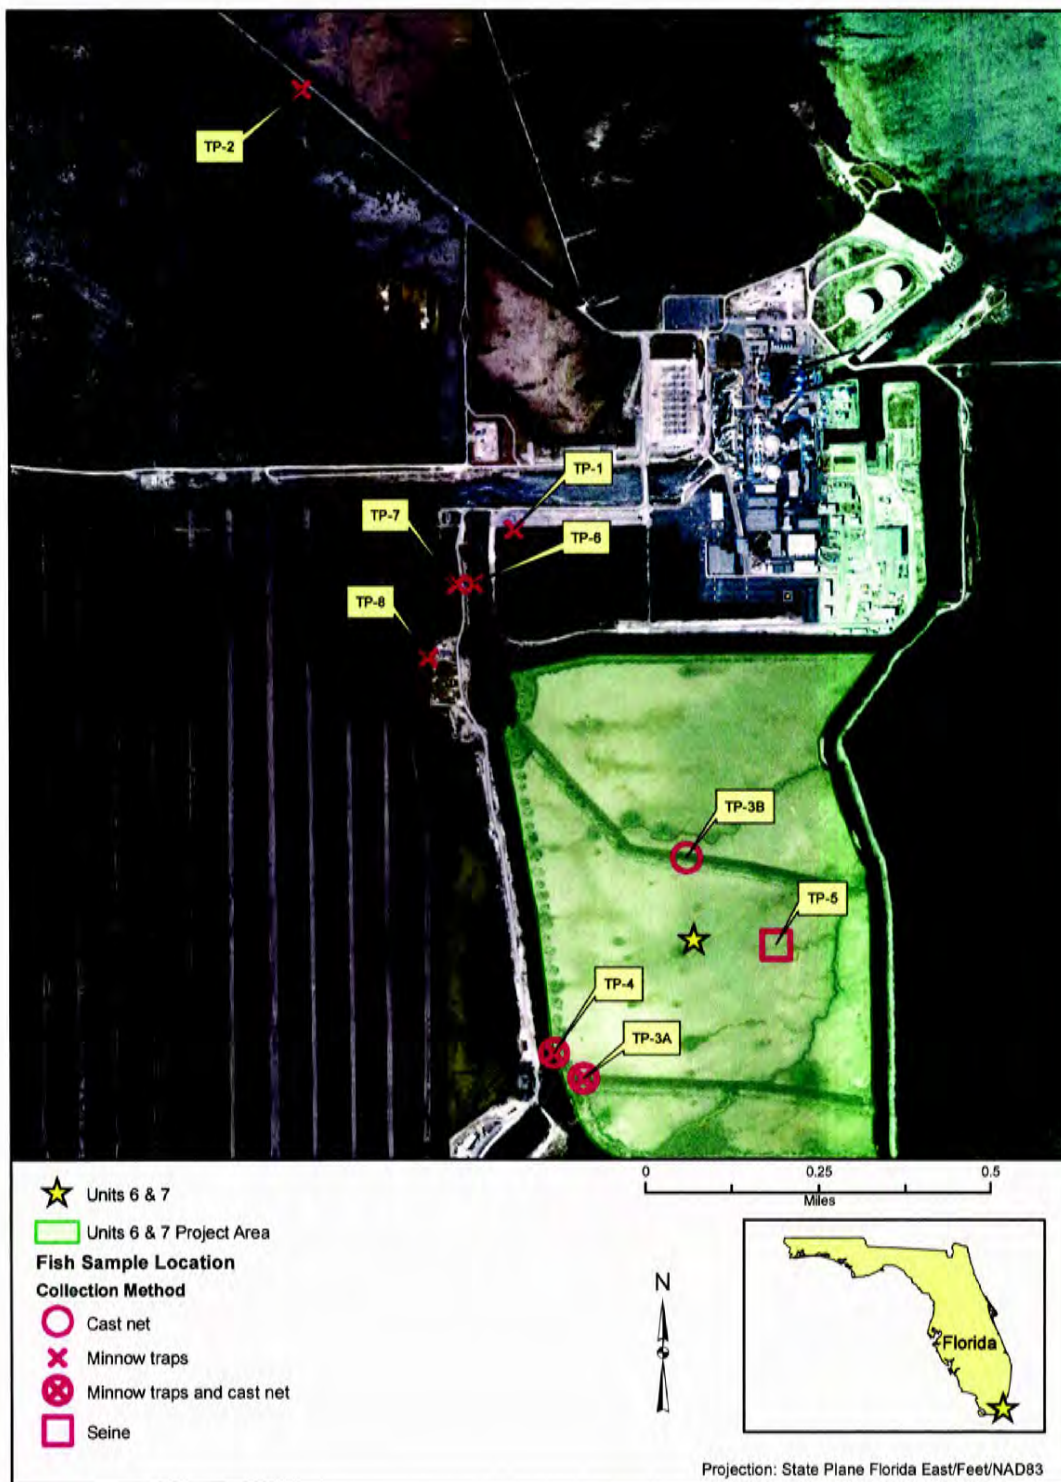 TP-2
TP-1
TP-7
TP-6
TP-8
TP-3B
TP-5
TP-4
TP-3A
Units 6 & 7
Units 6 & 7 Project Area
Fish Sample Location
Collection Method
Cast net
Minnow traps
Minnow traps and cast net
Seine
0 0.25 0.5
Miles
N
Florida
Projection: State Plane Florida East/Feet/NAD83